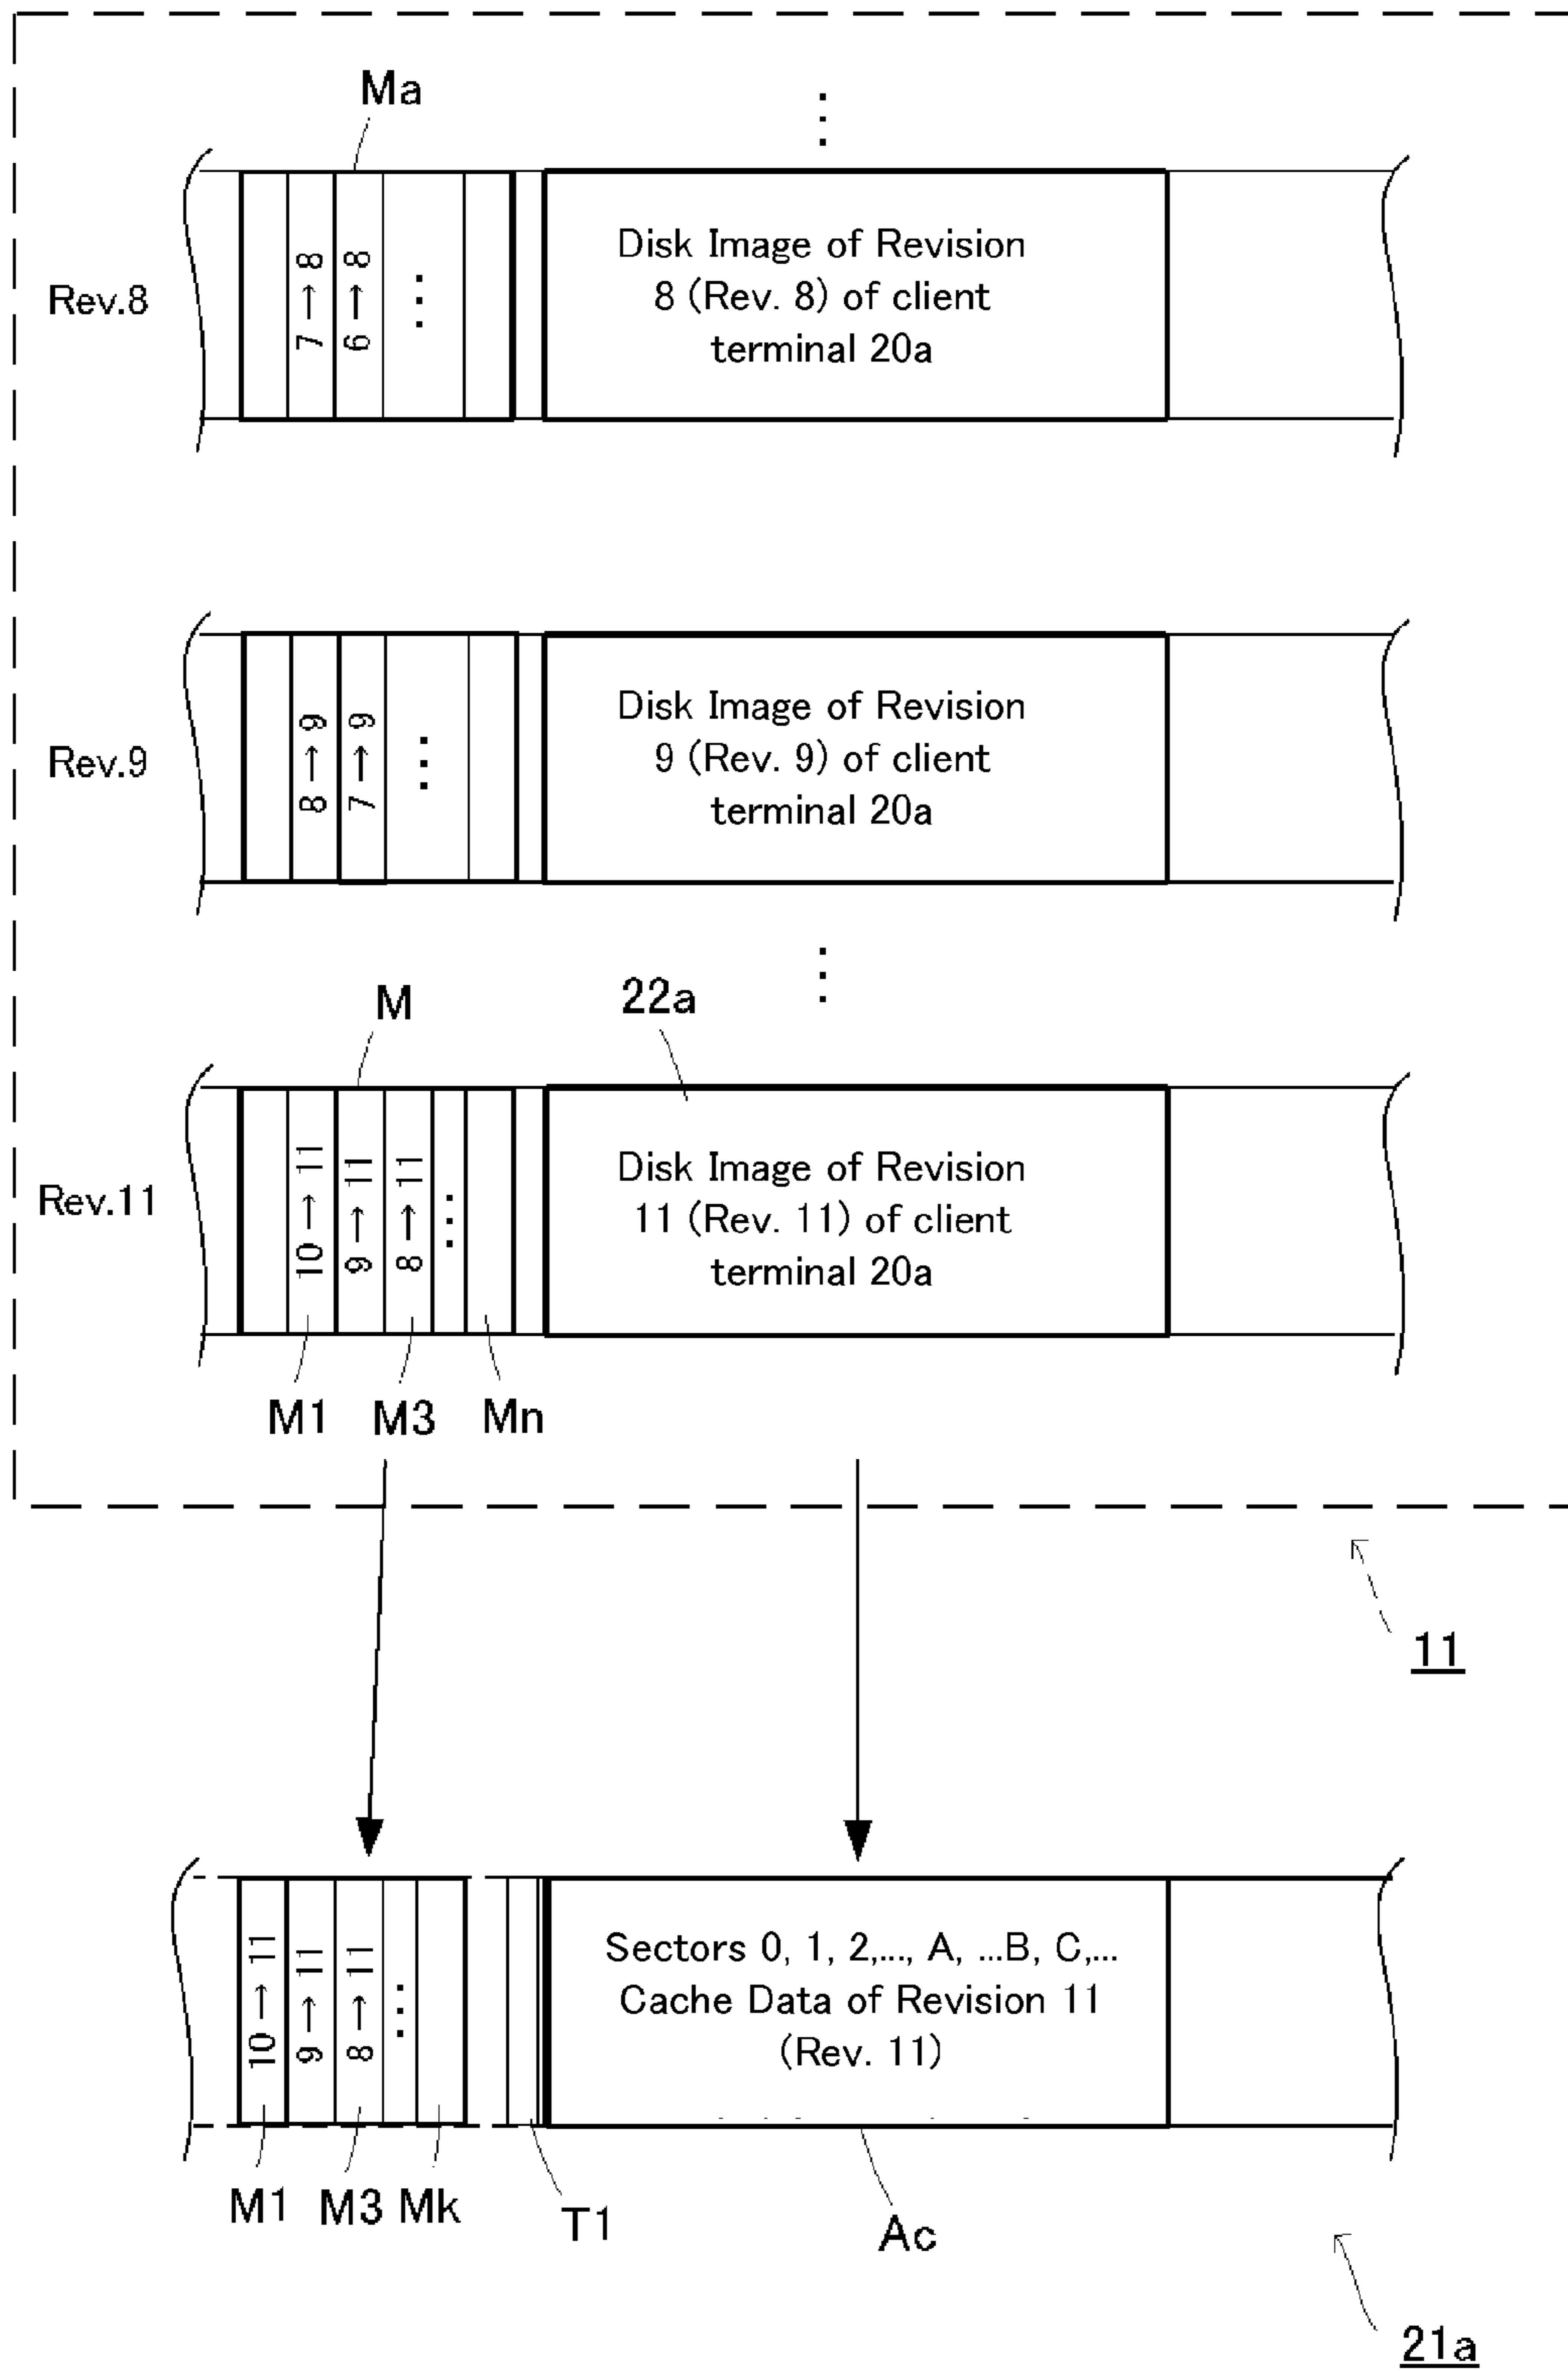 Ma
⋮
Rev.8
7→8
6→8
⋮
Disk Image of Revision
8 (Rev. 8) of client
terminal 20a
Rev.9
8→9
7→9
⋮
Disk Image of Revision
9 (Rev. 9) of client
terminal 20a
⋮
M
22a
Rev.11
10→11
9→11
8→11
⋮
Disk Image of Revision
11 (Rev. 11) of client
terminal 20a
M1 M3 Mn
11
10→11
9→11
8→11
⋮
Sectors 0, 1, 2,..., A, ...B, C,...
Cache Data of Revision 11
(Rev. 11)
M1 M3 Mk T1 Ac
21a